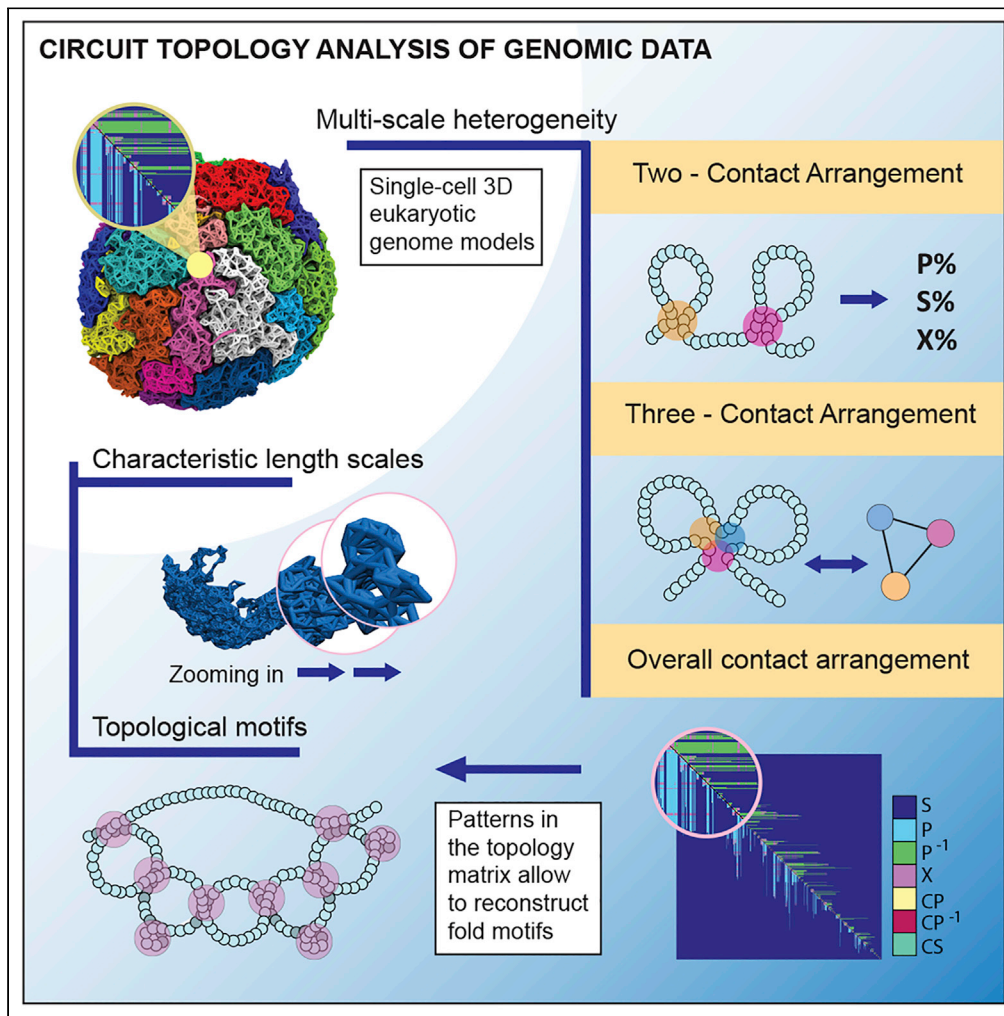 CIRCUIT TOPOLOGY ANALYSIS OF GENOMIC DATA
Multi-scale heterogeneity
Single-cell 3D
eukaryotic
genome models
Two - Contact Arrangement
P%
S%
X%
Three - Contact Arrangement
Characteristic length scales
Zooming in
Overall contact arrangement
Topological motifs
Patterns in
the topology
matrix allow
to reconstruct
fold motifs
S
P
P⁻¹
X
CP
CP⁻¹
CS